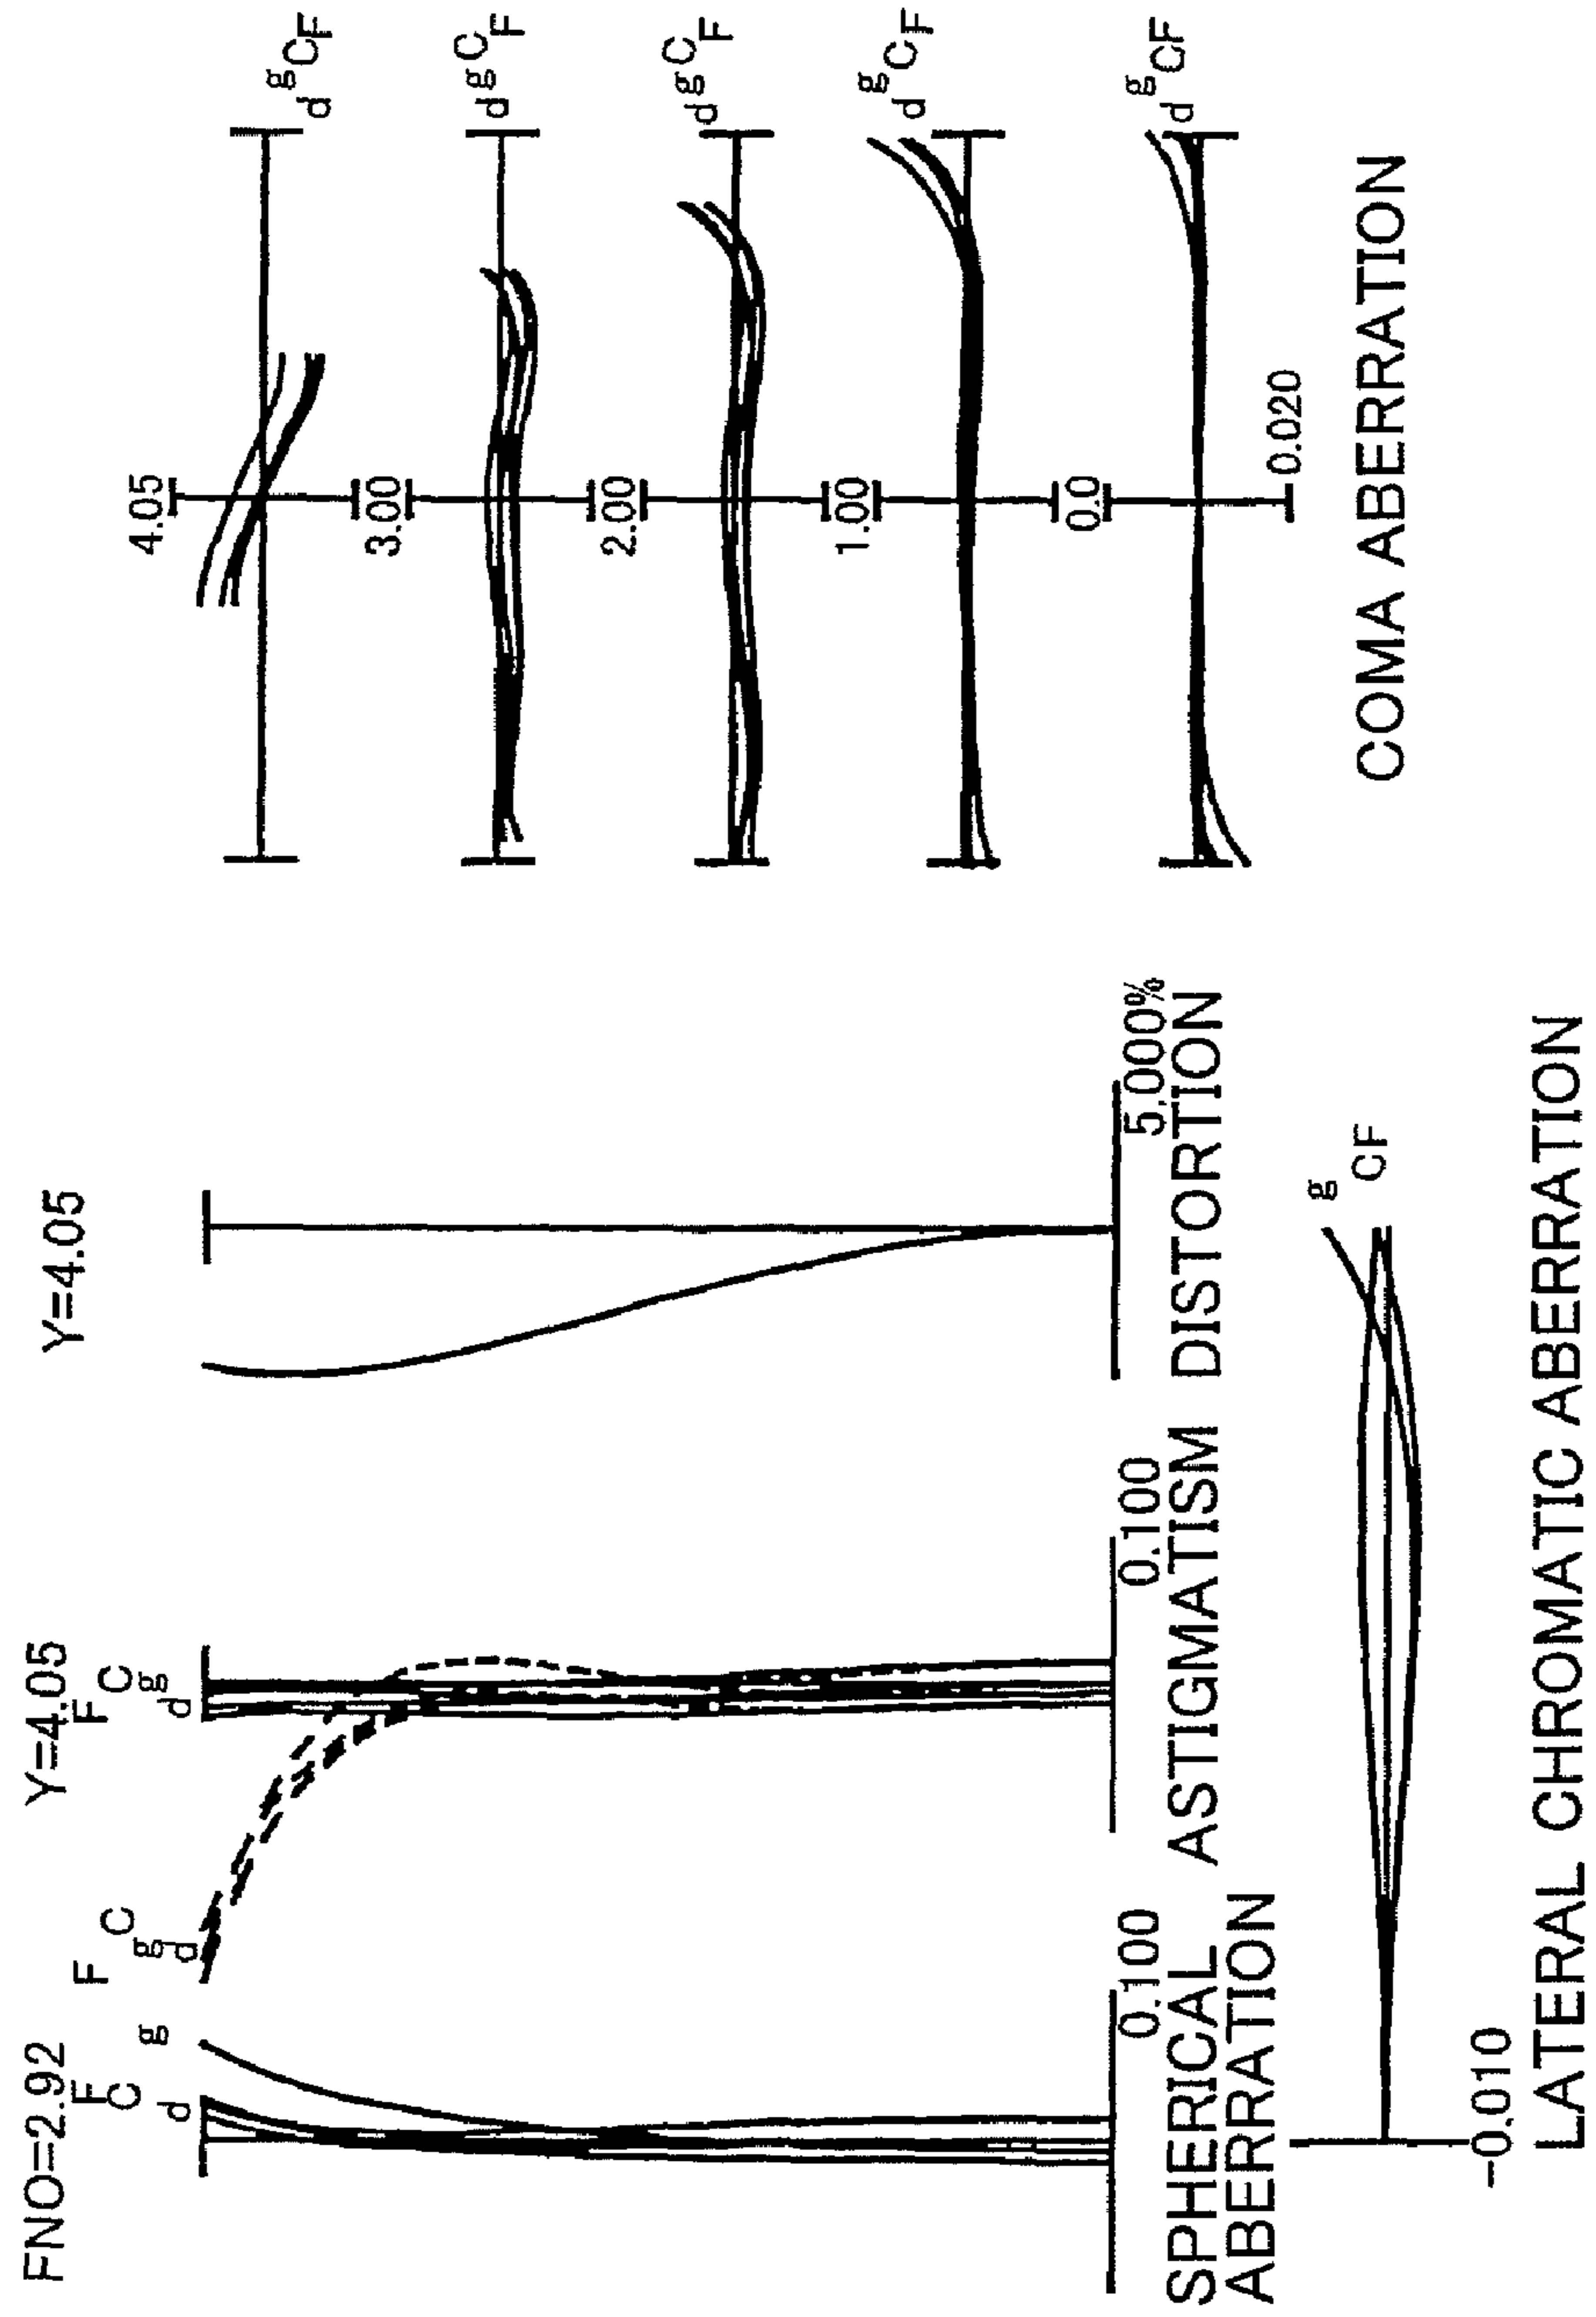 FNO=2.92
F
C
d
g
SPHERICAL
ABERRATION
0.100
Y=4.05
F
C
g
d
F
C
g
d
ASTIGMATISM
0.100
Y=4.05
DISTORTION
5.000%
4.05
d g C F
3.00
d g C F
2.00
d g C F
1.00
d g C F
0.0
d g C F
0.020
COMA ABERRATION
g
CF
-0.010
LATERAL CHROMATIC ABERRATION